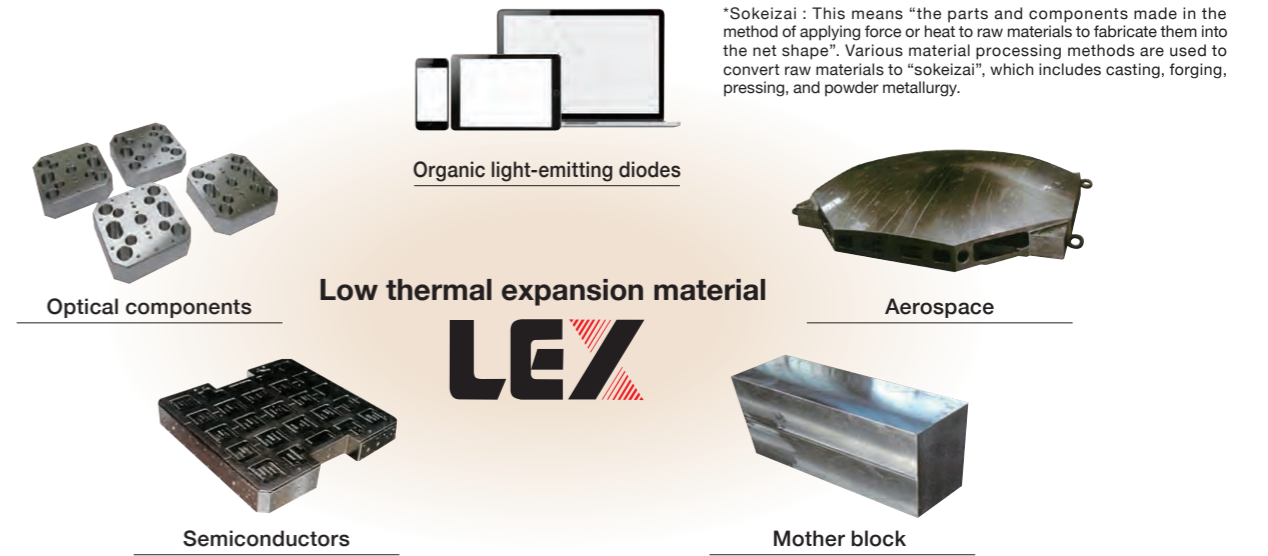 *Sokeizai : This means “the parts and components made in the
method of applying force or heat to raw materials to fabricate them into
the net shape”. Various material processing methods are used to
convert raw materials to “sokeizai”, which includes casting, forging,
pressing, and powder metallurgy.
Organic light-emitting diodes
Optical components
Low thermal expansion material
LEX
Aerospace
Semiconductors
Mother block